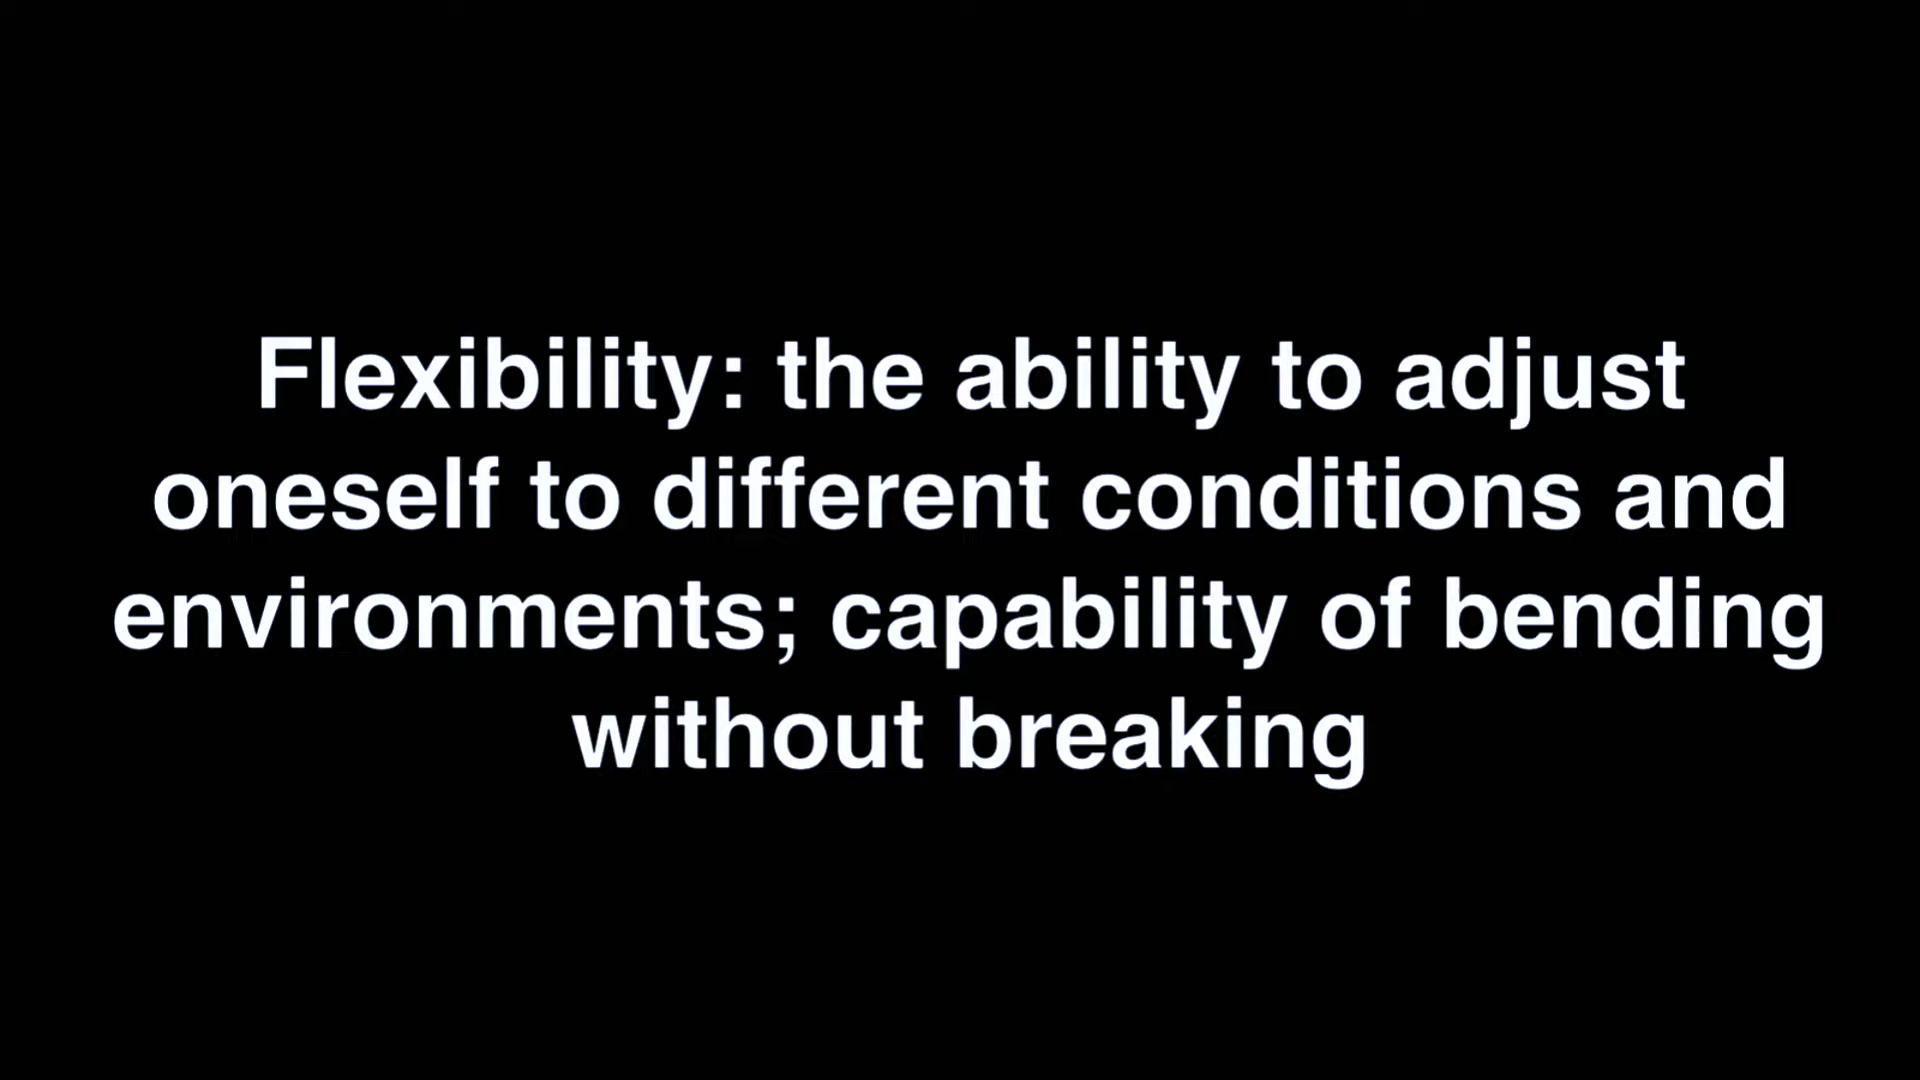 Flexibility: the ability to adjust
oneself to different conditions and
environments; capability of bending
without breaking